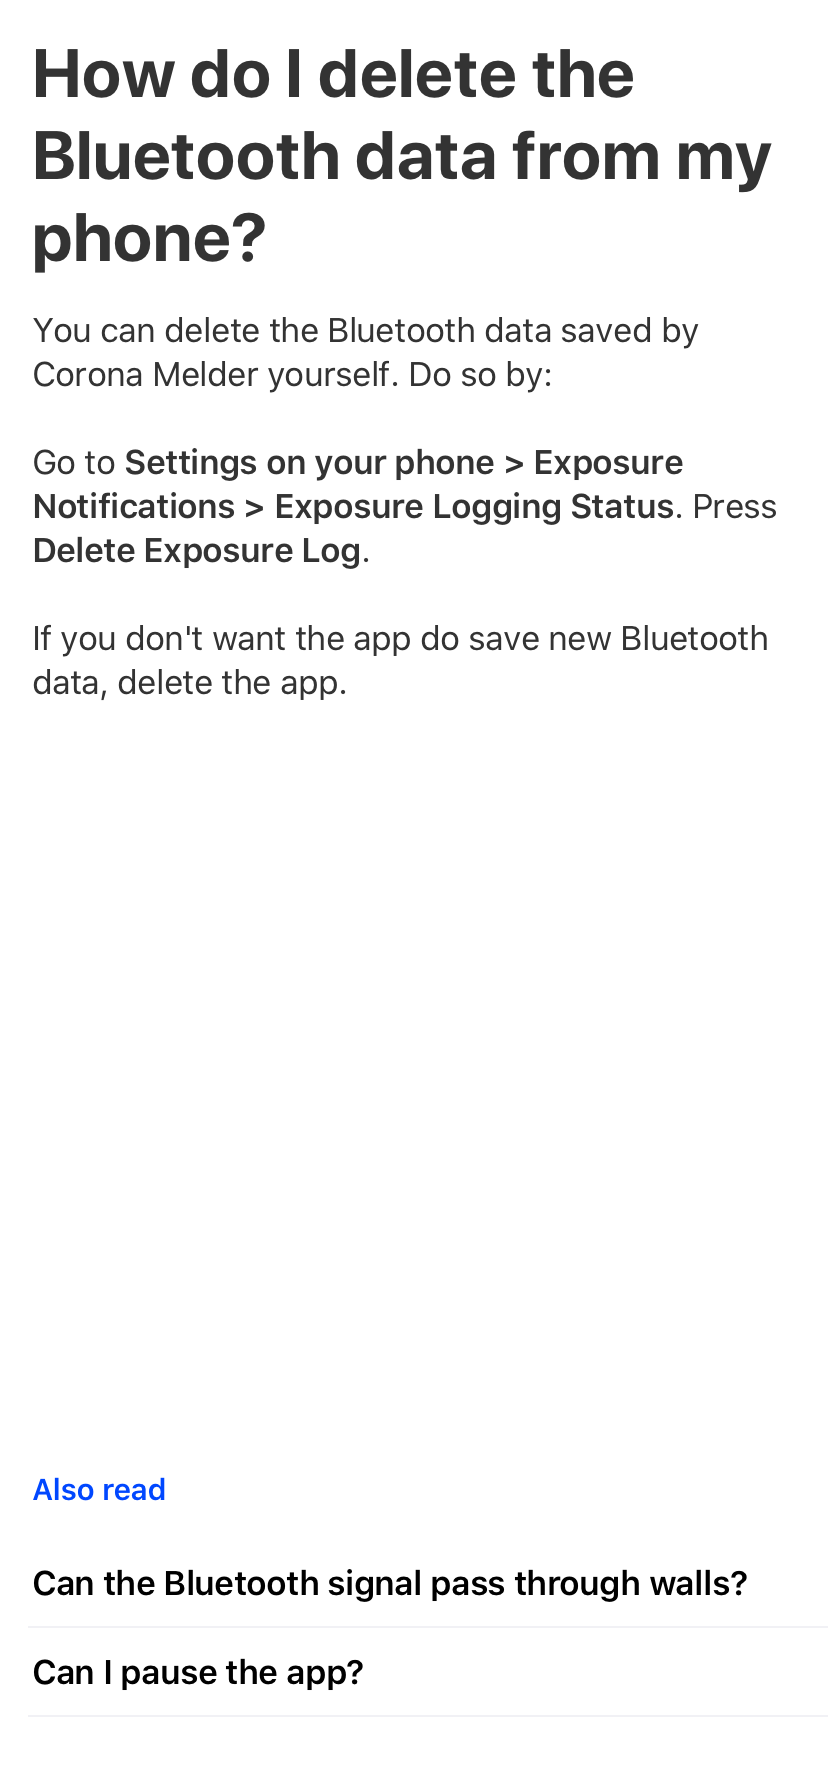 How do I delete the
Bluetooth data from my
phone?
You can delete the Bluetooth data saved by
Corona Melder yourself. Do so by:
Go to Settings on your phone > Exposure
Notifications > Exposure Logging Status. Press
Delete Exposure Log.
If you don't want the app do save new Bluetooth
data, delete the app.
Also read
Can the Bluetooth signal pass through walls?
Can I pause the app?